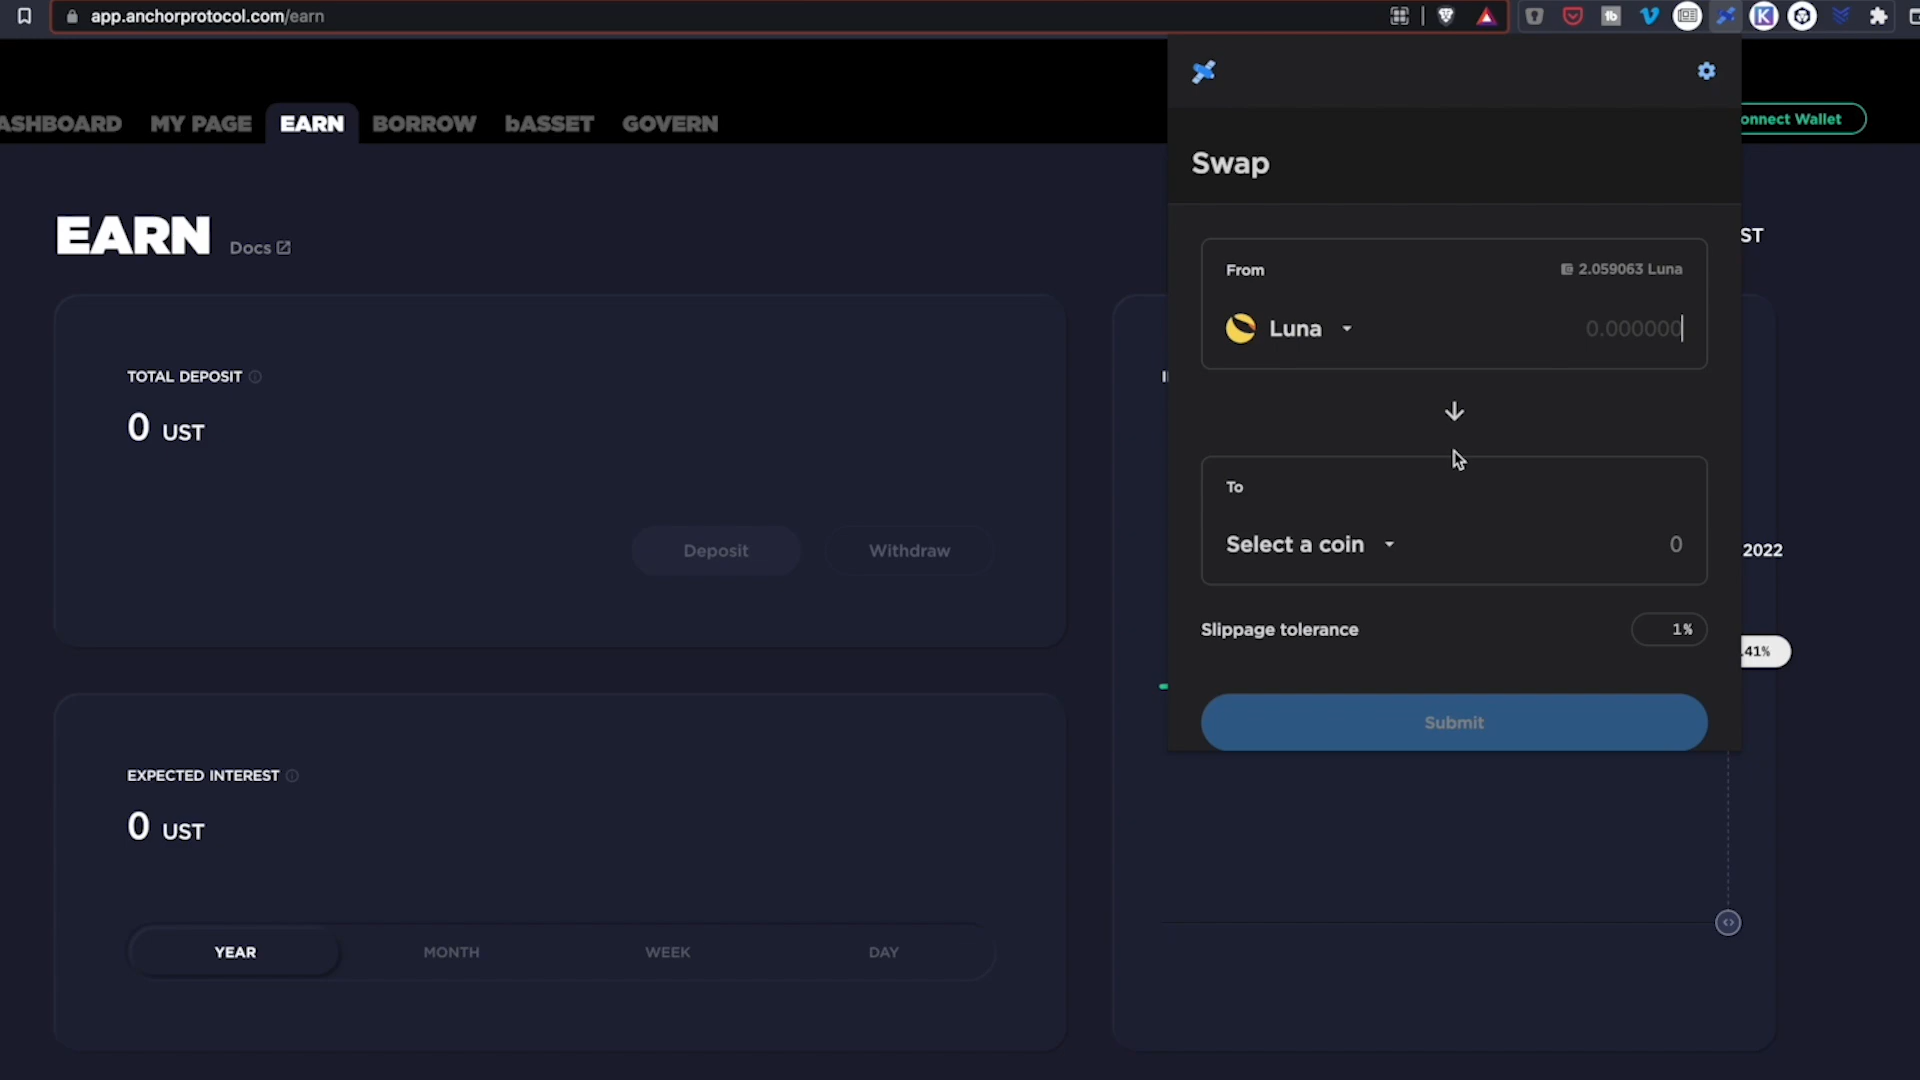 app.anchorprotocol.com/earn
ASHBOARD MY PAGE EARN BORROW bASSET GOVERN
onnect Wallet
EARN Docs
TOTAL DEPOSIT
0 UST
Deposit Withdraw
EXPECTED INTEREST
0 UST
YEAR MONTH WEEK DAY
Swap
From 2.059063 Luna
Luna 0.000000
To
Select a coin 0
Slippage tolerance 1%
Submit
ST
2022
.41%